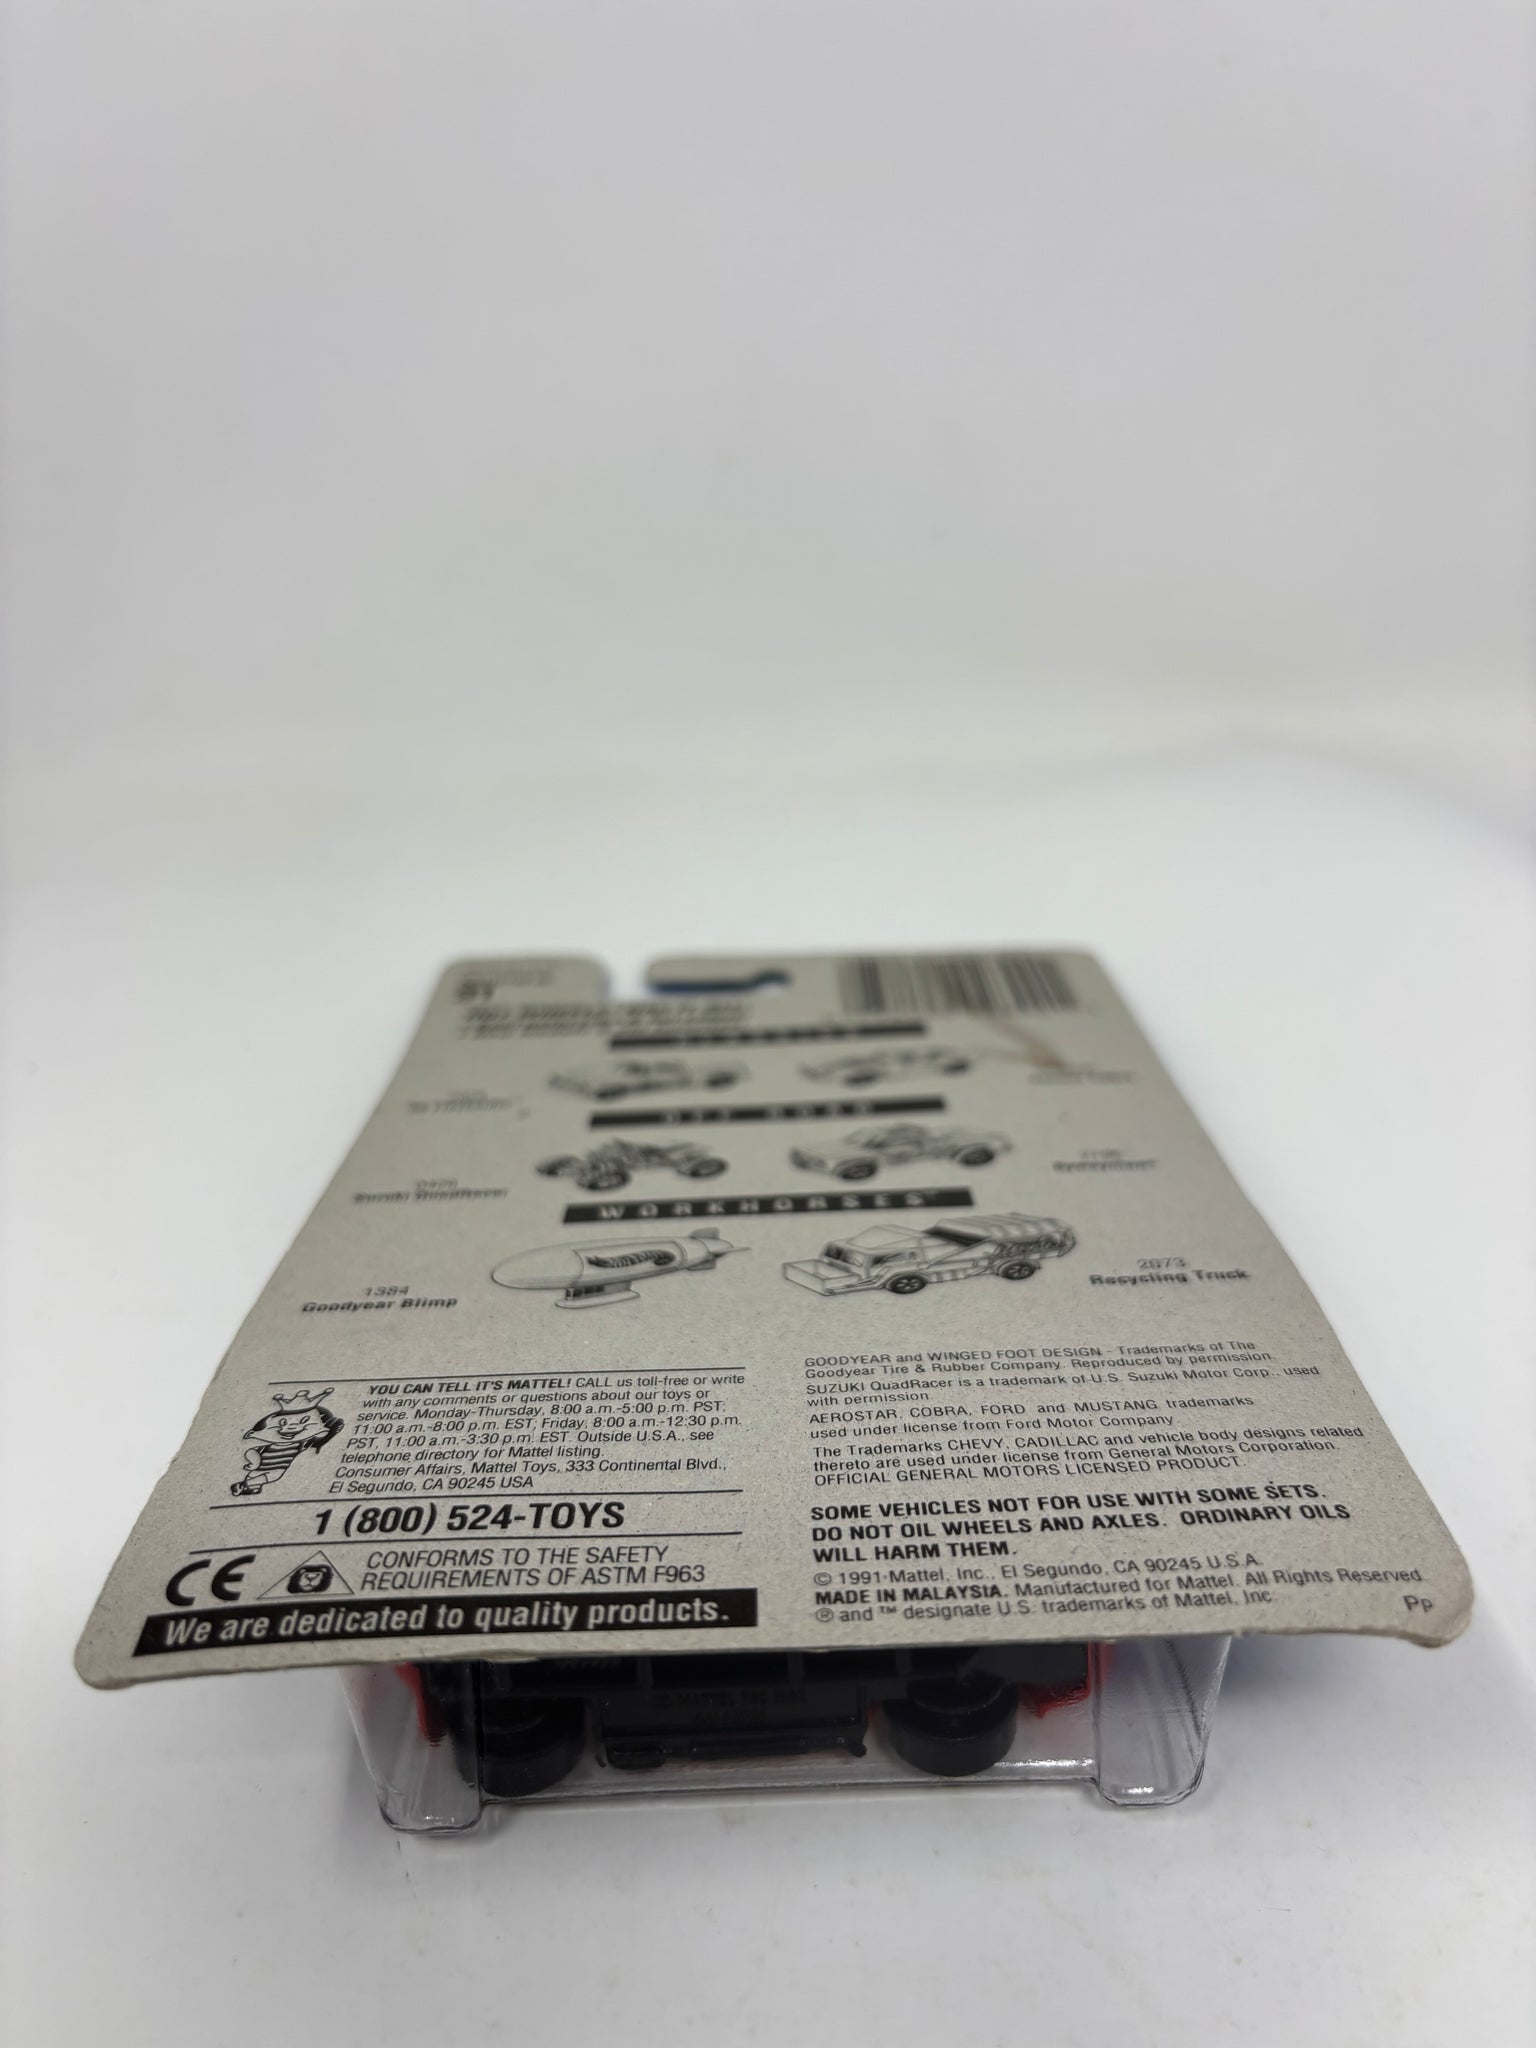 WORKHORSES™
1384
Goodyear Blimp
2673
Recycling Truck
YOU CAN TELL IT'S MATTEL! CALL us toll-free or write
with any comments or questions about our toys or
service. Monday-Thursday, 8:00 a.m.-5:00 p.m. PST;
11:00 a.m.-8:00 p.m. EST; Friday, 8:00 a.m.-12:30 p.m.
PST, 11:00 a.m.-3:30 p.m. EST. Outside U.S.A., see
telephone directory for Mattel listing.
Consumer Affairs, Mattel Toys, 333 Continental Blvd.,
El Segundo, CA 90245 USA
1 (800) 524-TOYS
CE
CONFORMS TO THE SAFETY
REQUIREMENTS OF ASTM F963
We are dedicated to quality products.
GOODYEAR and WINGED FOOT DESIGN - Trademarks of The
Goodyear Tire & Rubber Company. Reproduced by permission.
SUZUKI QuadRacer is a trademark of U.S. Suzuki Motor Corp., used
with permission.
AEROSTAR, COBRA, FORD and MUSTANG trademarks
used under license from Ford Motor Company.
The Trademarks CHEVY, CADILLAC and vehicle body designs related
thereto are used under license from General Motors Corporation.
OFFICIAL GENERAL MOTORS LICENSED PRODUCT.
SOME VEHICLES NOT FOR USE WITH SOME SETS.
DO NOT OIL WHEELS AND AXLES. ORDINARY OILS
WILL HARM THEM.
© 1991 Mattel, Inc., El Segundo, CA 90245 U.S.A.
MADE IN MALAYSIA. Manufactured for Mattel. All Rights Reserved.
® and ™ designate U.S. trademarks of Mattel, Inc.
Pp